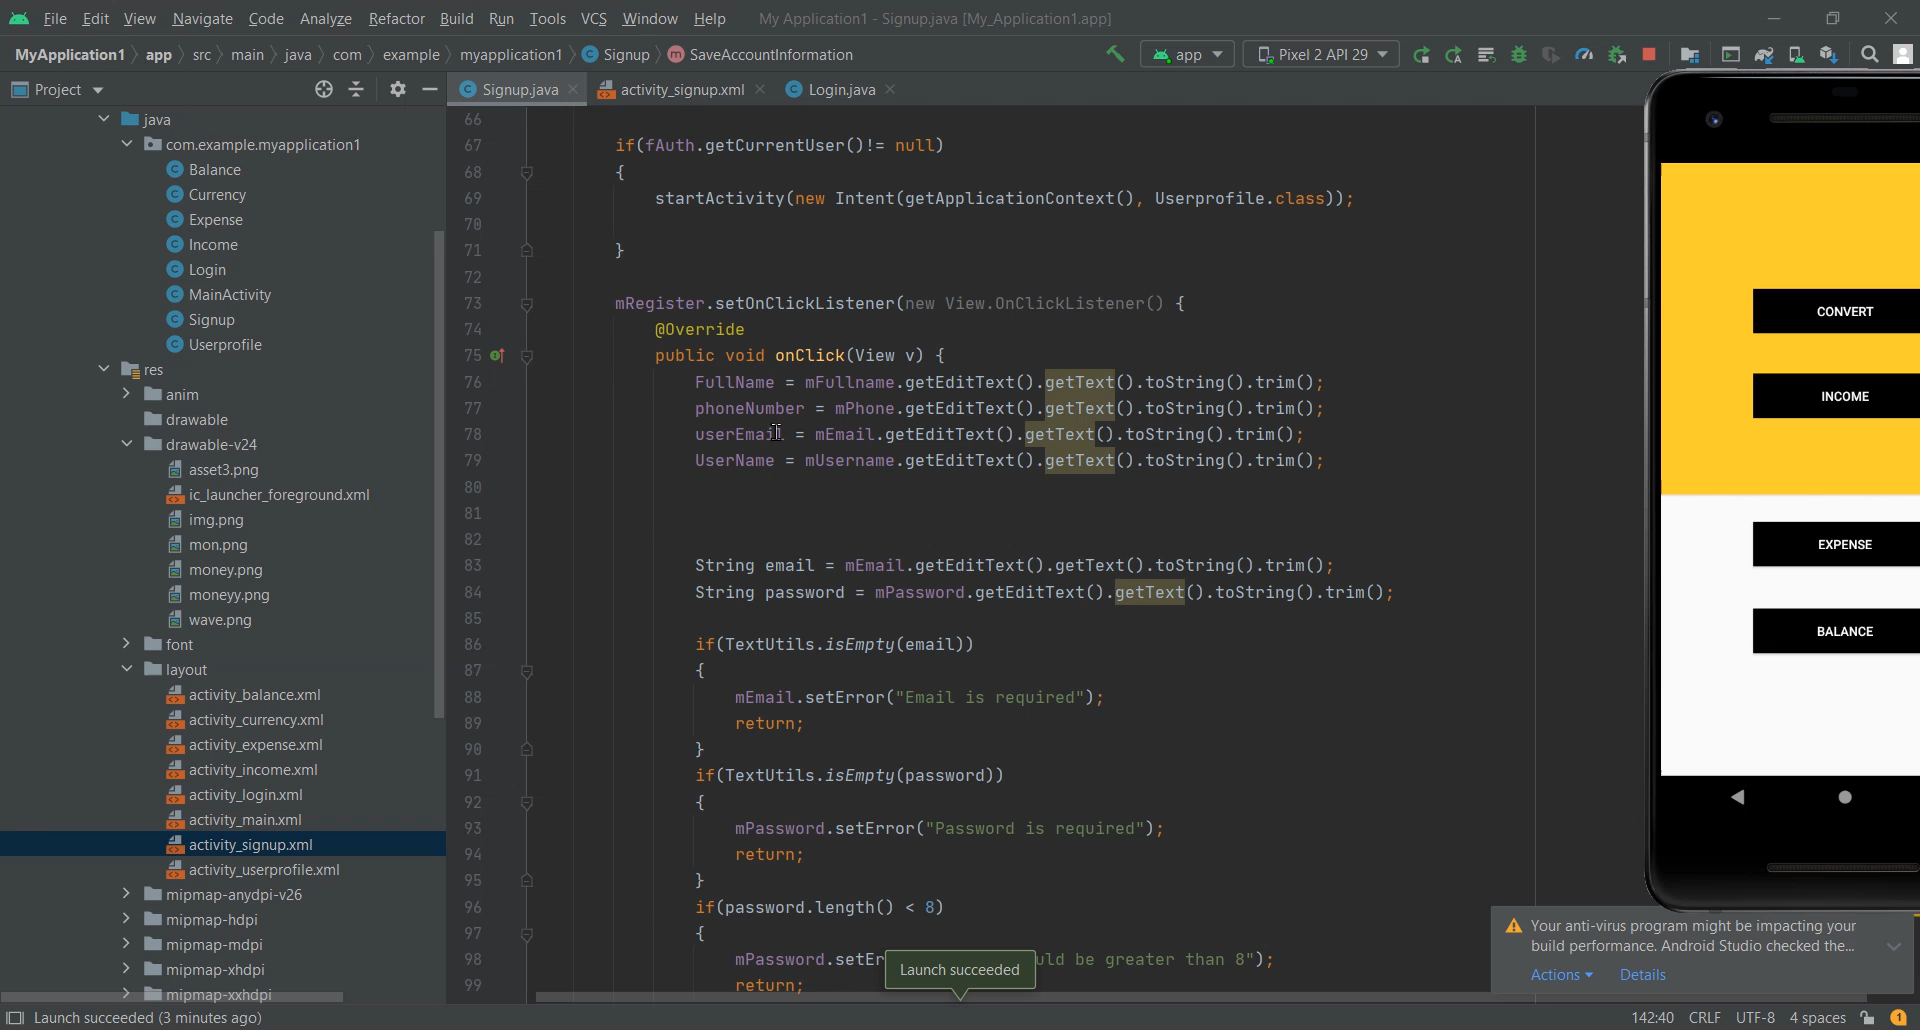 File Edit View Navigate Code Analyze Refactor Build Run Tools VCS Window Help My Application1 - Signup.java [My_Application1.app]
MyApplication1 app src main java com example myapplication1 Signup SaveAccountInformation app Pixel 2 API 29
Project Signup.java activity_signup.xml Login.java
java
com.example.myapplication1
Balance
Currency
Expense
Income
Login
MainActivity
Signup
Userprofile
res
anim
drawable
drawable-v24
asset3.png
ic_launcher_foreground.xml
img.png
mon.png
money.png
moneyy.png
wave.png
font
layout
activity_balance.xml
activity_currency.xml
activity_expense.xml
activity_income.xml
activity_login.xml
activity_main.xml
activity_signup.xml
activity_userprofile.xml
mipmap-anydpi-v26
mipmap-hdpi
mipmap-mdpi
mipmap-xhdpi
mipmap-xxhdpi
66
67 if(fAuth.getCurrentUser()!= null)
68 {
69 startActivity(new Intent(getApplicationContext(), Userprofile.class));
70
71 }
72
73 mRegister.setOnClickListener(new View.OnClickListener() {
74 @Override
75 public void onClick(View v) {
76 FullName = mFullname.getEditText().getText().toString().trim();
77 phoneNumber = mPhone.getEditText().getText().toString().trim();
78 userEmail = mEmail.getEditText().getText().toString().trim();
79 UserName = mUsername.getEditText().getText().toString().trim();
80
81
82
83 String email = mEmail.getEditText().getText().toString().trim();
84 String password = mPassword.getEditText().getText().toString().trim();
85
86 if(TextUtils.isEmpty(email))
87 {
88 mEmail.setError("Email is required");
89 return;
90 }
91 if(TextUtils.isEmpty(password))
92 {
93 mPassword.setError("Password is required");
94 return;
95 }
96 if(password.length() < 8)
97 {
98 mPassword.setEr uld be greater than 8");
99 return;
Launch succeeded
CONVERT
INCOME
EXPENSE
BALANCE
Your anti-virus program might be impacting your
build performance. Android Studio checked the...
Actions Details
Launch succeeded (3 minutes ago) 142:40 CRLF UTF-8 4 spaces 1